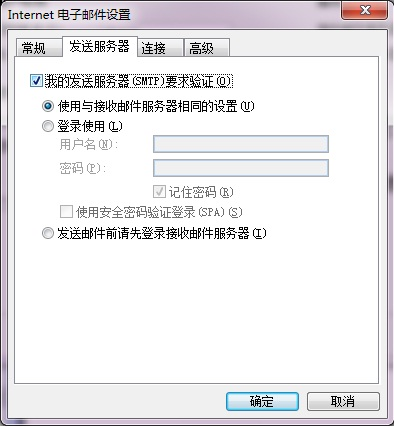 Internet 电子邮件设置
常规 发送服务器 连接 高级
我的发送服务器(SMTP)要求验证(O)
使用与接收邮件服务器相同的设置(U)
登录使用(L)
用户名(N):
密码(P):
记住密码(R)
使用安全密码验证登录(SPA)(S)
发送邮件前请先登录接收邮件服务器(I)
确定 取消